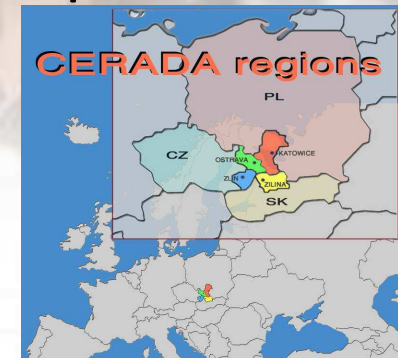 CERADA regions
PL
CZ
OSTRAVA
KATOWICE
ZLIN
ZILINA
SK